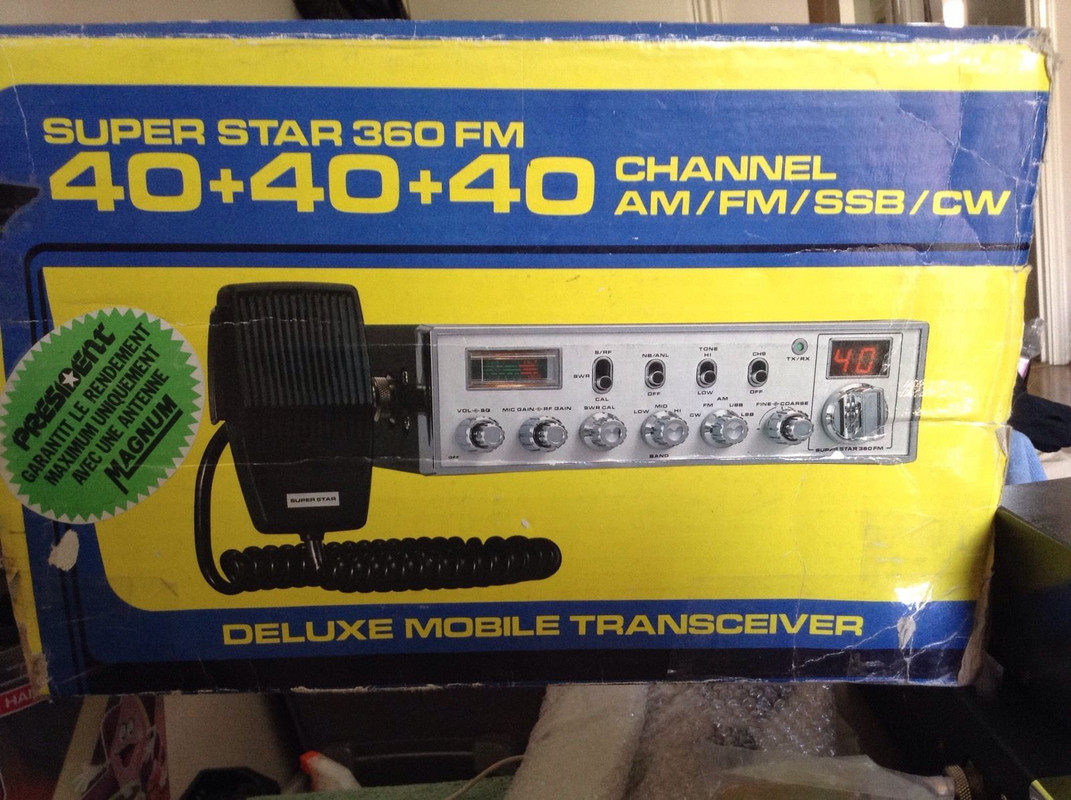 SUPER STAR 360 FM
40+40+40 CHANNEL
AM/FM/SSB/CW
PRESIDENT
GARANTIT LE RENDEMENT
MAXIMUM UNIQUEMENT
AVEC UNE ANTENNE
MAGNUM
S/RF
SWR
CAL
NB/ANL
OFF
TONE
HI
LOW
CH9
OFF
TX/RX
40
VOL SQ
OFF
MIC GAIN RF GAIN
SWR CAL
LOW MID HI
BAND
CW FM AM USB LSB
FINE COARSE
SUPER STAR 360 FM
SUPER STAR
DELUXE MOBILE TRANSCEIVER
HA